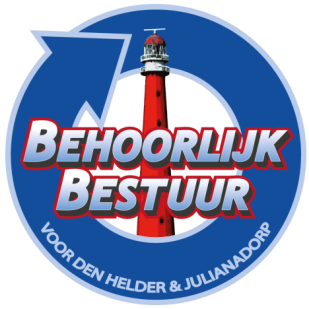 BEHOORLIJK
BESTUUR
VOOR DEN HELDER & JULIANADORP